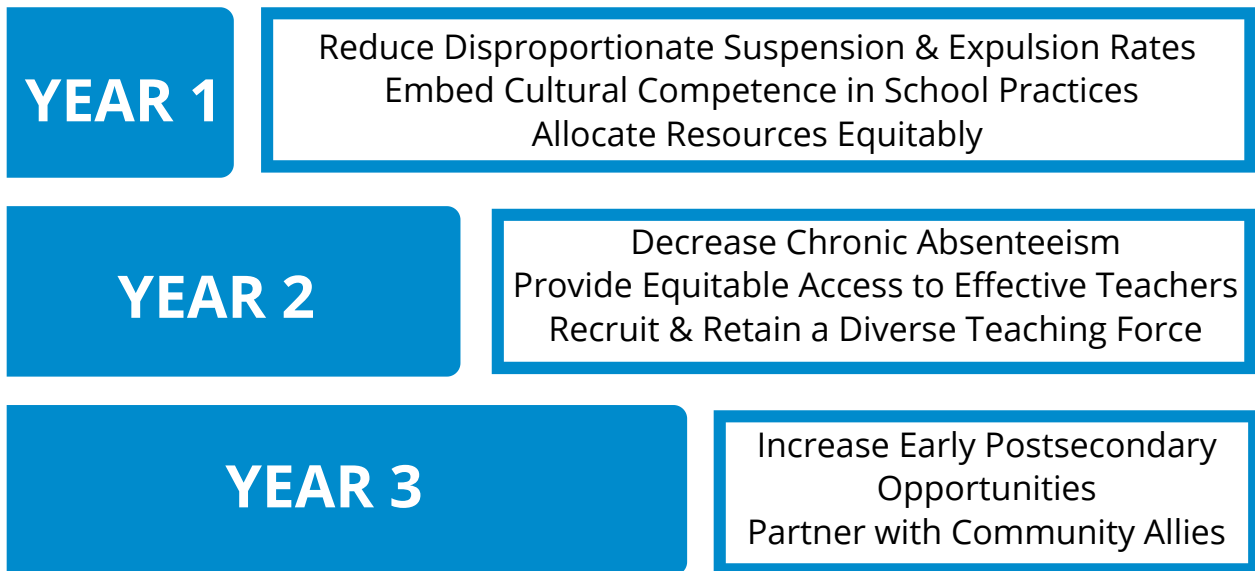 YEAR 1
Reduce Disproportionate Suspension & Expulsion Rates
Embed Cultural Competence in School Practices
Allocate Resources Equitably
YEAR 2
Decrease Chronic Absenteeism
Provide Equitable Access to Effective Teachers
Recruit & Retain a Diverse Teaching Force
YEAR 3
Increase Early Postsecondary
Opportunities
Partner with Community Allies